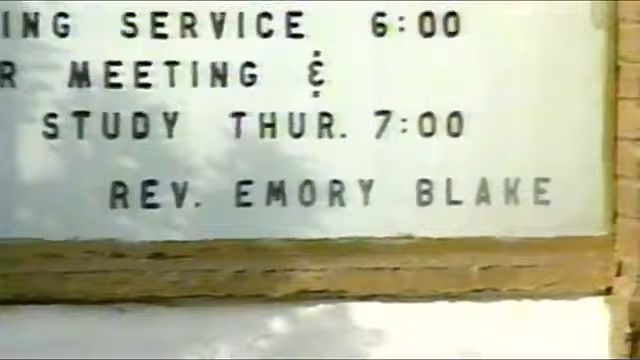 ING SERVICE 6:00
R MEETING &
STUDY THUR. 7:00
REV. EMORY BLAKE